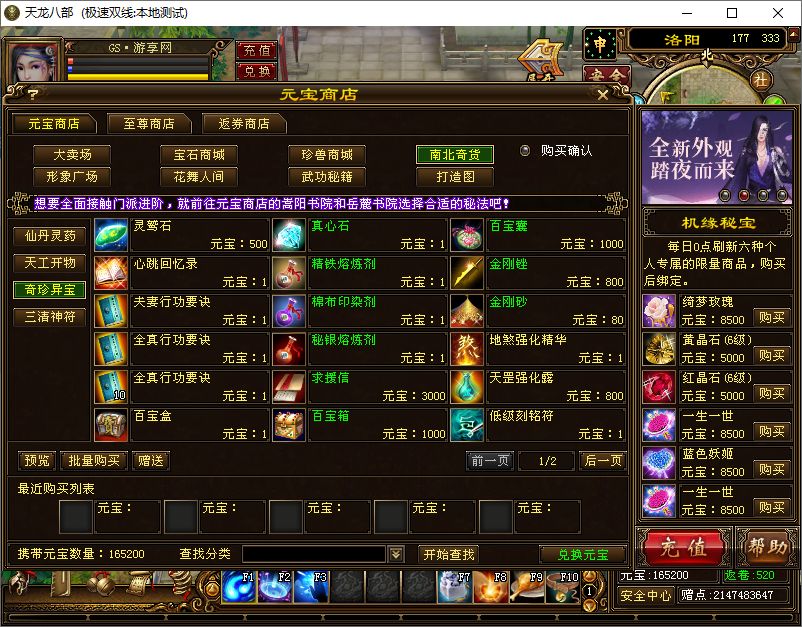 天龙八部 (极速双线:本地测试)
GS·游享网
充值
兑换
申
洛阳 177 333
北
安全
社
元宝商店
元宝商店 至尊商店 返券商店
大卖场 宝石商城 珍兽商城 南北奇货 购买确认
形象广场 花舞人间 武功秘籍 打造图
想要全面接触门派进阶，就前往元宝商店的嵩阳书院和岳麓书院选择合适的秘法吧！
仙丹灵药
天工开物
奇珍异宝
三清神符
灵鹫石 元宝：500
真心石 元宝：1
百宝囊 元宝：1000
心跳回忆录 元宝：1
精铁熔炼剂 元宝：1
金刚锉 元宝：800
夫妻行功要诀 元宝：1
棉布印染剂 元宝：1
金刚砂 元宝：80
全真行功要诀 元宝：1
秘银熔炼剂 元宝：1
地煞强化精华 元宝：1
10 全真行功要诀 元宝：1
求援信 元宝：3000
天罡强化露 元宝：800
百宝盒 元宝：1
百宝箱 元宝：1000
低级刻铭符 元宝：1
预览 批量购买 赠送 前一页 1/2 后一页
最近购买列表
元宝： 元宝： 元宝： 元宝： 元宝：
携带元宝数量：165200 查找分类 开始查找 兑换元宝
全新外观
踏夜而来
机缘秘宝
每日0点刷新六种个
人专属的限量商品，购买
后绑定。
绮梦玫瑰
元宝：8500 购买
黄晶石(6级)
元宝：5000 购买
红晶石(6级)
元宝：5000 购买
一生一世
元宝：8500 购买
蓝色妖姬
元宝：8500 购买
一生一世
元宝：8500 购买
充值 帮助
F1 F2 F3 F7 F8 F9 F10 1
元宝:165200 返卷:520
安全中心 赠点:2147483647